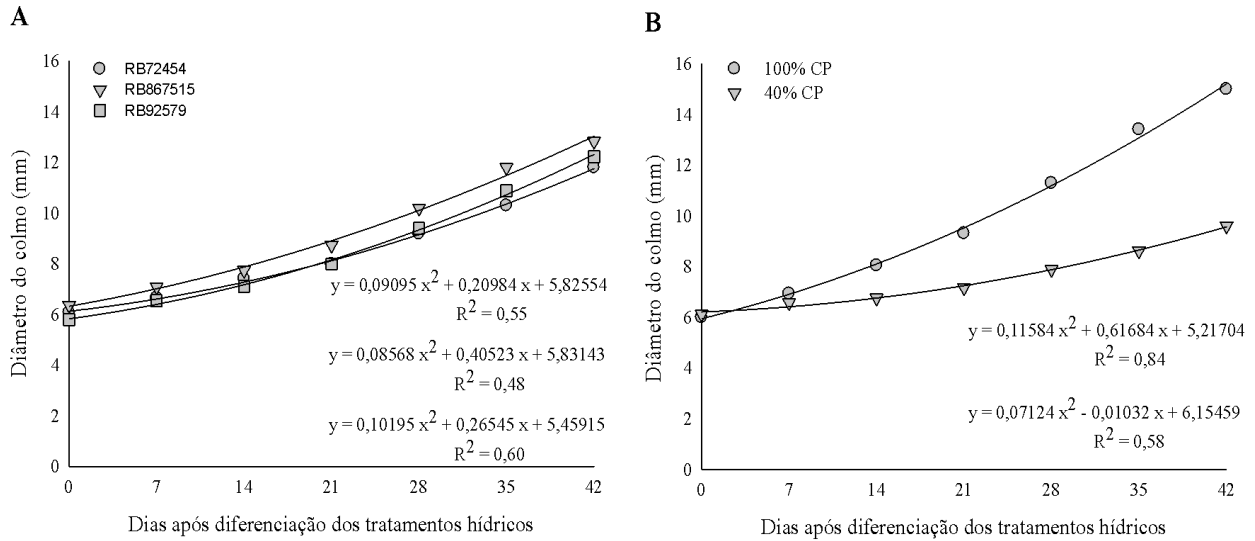 A
RB72454
RB867515
RB92579
Diâmetro do colmo (mm)
16
14
12
10
8
6
4
2
0
y = 0,09095 x² + 0,20984 x + 5,82554
R² = 0,55
y = 0,08568 x² + 0,40523 x + 5,83143
R² = 0,48
y = 0,10195 x² + 0,26545 x + 5,45915
R² = 0,60
0 7 14 21 28 35 42
Dias após diferenciação dos tratamentos hídricos
B
100% CP
40% CP
Diâmetro do colmo (mm)
16
14
12
10
8
6
4
2
0
y = 0,11584 x² + 0,61684 x + 5,21704
R² = 0,84
y = 0,07124 x² - 0,01032 x + 6,15459
R² = 0,58
0 7 14 21 28 35 42
Dias após diferenciação dos tratamentos hídricos